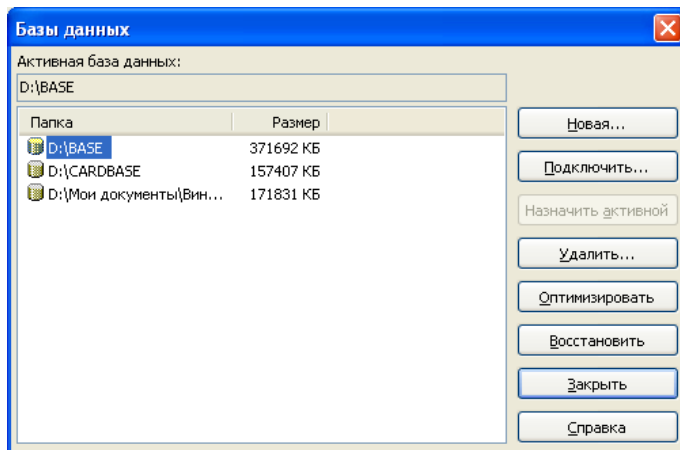 Базы данных
Активная база данных:
D:\BASE
Папка Размер
D:\BASE 371692 КБ
D:\CARDBASE 157407 КБ
D:\Мои документы\Вин... 171831 КБ
Новая...
Подключить...
Назначить активной
Удалить...
Оптимизировать
Восстановить
Закрыть
Справка